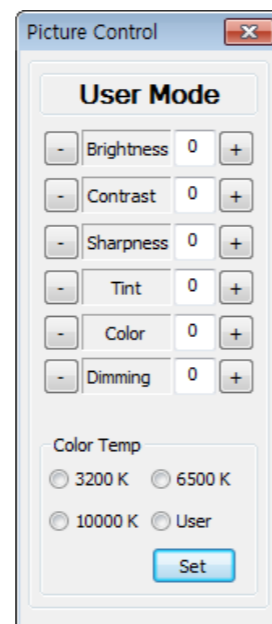 Picture Control
User Mode
- Brightness 0 +
- Contrast 0 +
- Sharpness 0 +
- Tint 0 +
- Color 0 +
- Dimming 0 +
Color Temp
3200 K 6500 K
10000 K User
Set